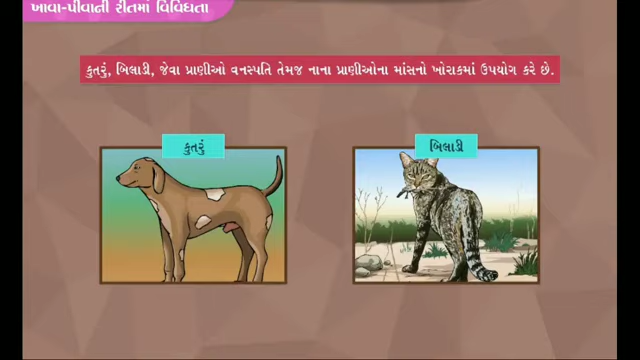 ખાવા-પીવાની રીતમાં વિવિધતા
કુતરું, બિલાડી, જેવા પ્રાણીઓ વનસ્પતિ તેમજ નાના પ્રાણીઓના માંસનો ખોરાકમાં ઉપયોગ કરે છે.
કુતરું
બિલાડી